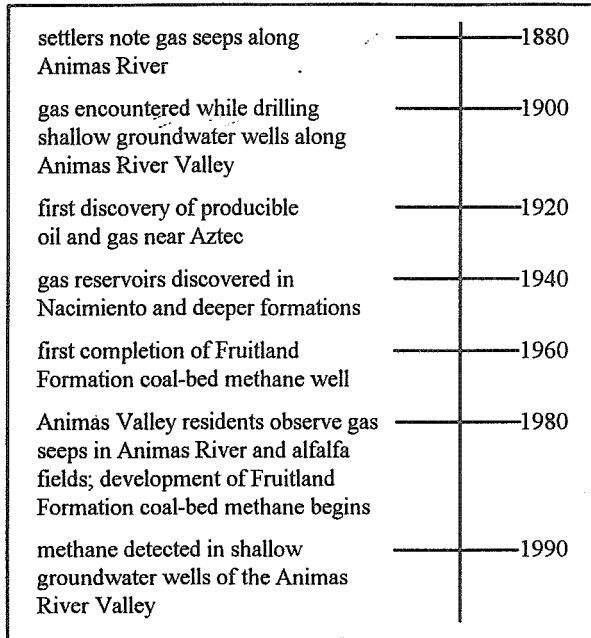 settlers note gas seeps along
Animas River
1880
gas encountered while drilling
shallow groundwater wells along
Animas River Valley
1900
first discovery of producible
oil and gas near Aztec
1920
gas reservoirs discovered in
Nacimiento and deeper formations
1940
first completion of Fruitland
Formation coal-bed methane well
1960
Animas Valley residents observe gas
seeps in Animas River and alfalfa
fields; development of Fruitland
Formation coal-bed methane begins
1980
methane detected in shallow
groundwater wells of the Animas
River Valley
1990